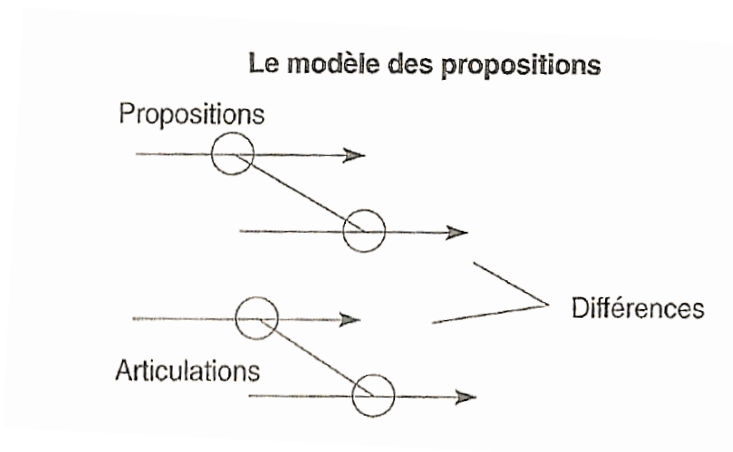 Le modèle des propositions
Propositions
Différences
Articulations